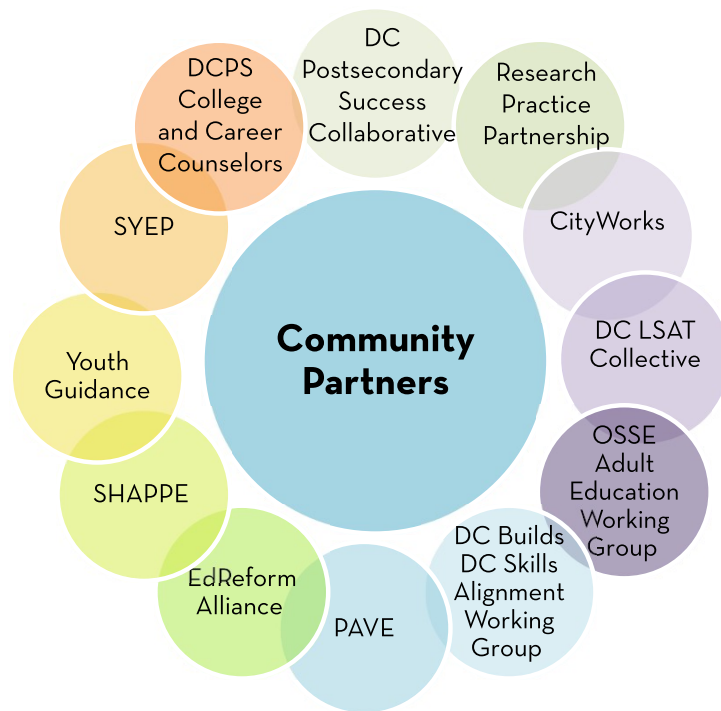 DC
Postsecondary
Success
Collaborative
Research
Practice
Partnership
CityWorks
DC LSAT
Collective
OSSE
Adult
Education
Working
Group
DC Builds
DC Skills
Alignment
Working
Group
PAVE
EdReform
Alliance
SHAPPE
Youth
Guidance
SYEP
DCPS
College
and Career
Counselors
Community
Partners